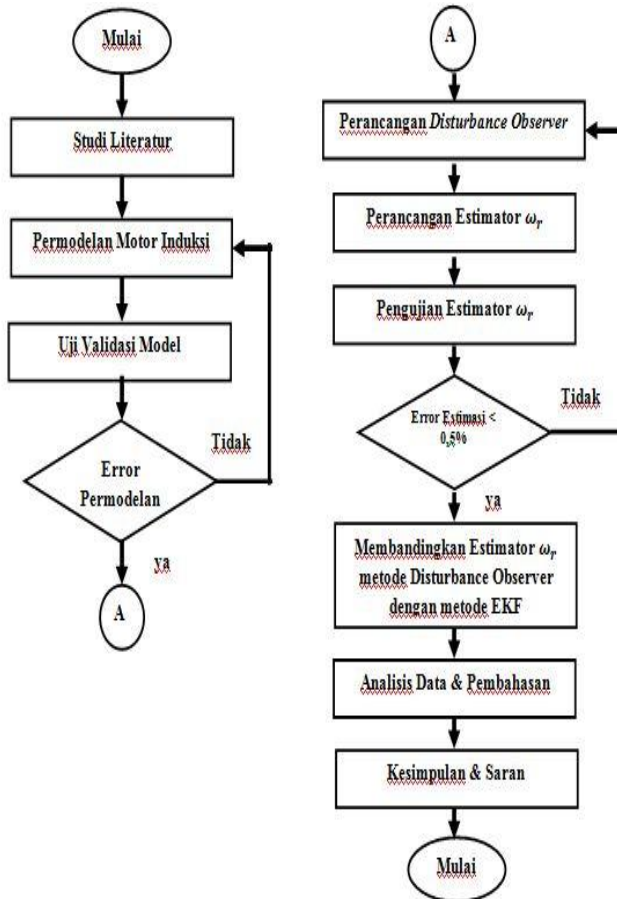 Mulai
Studi Literatur
Permodelan Motor Induksi
Uji Validasi Model
Error
Permodelan
Tidak
ya
A
A
Perancangan Disturbance Observer
Perancangan Estimator ωr
Pengujian Estimator ωr
Error Estimasi <
0,5%
Tidak
ya
Membandingkan Estimator ωr
metode Disturbance Observer
dengan metode EKF
Analisis Data & Pembahasan
Kesimpulan & Saran
Mulai